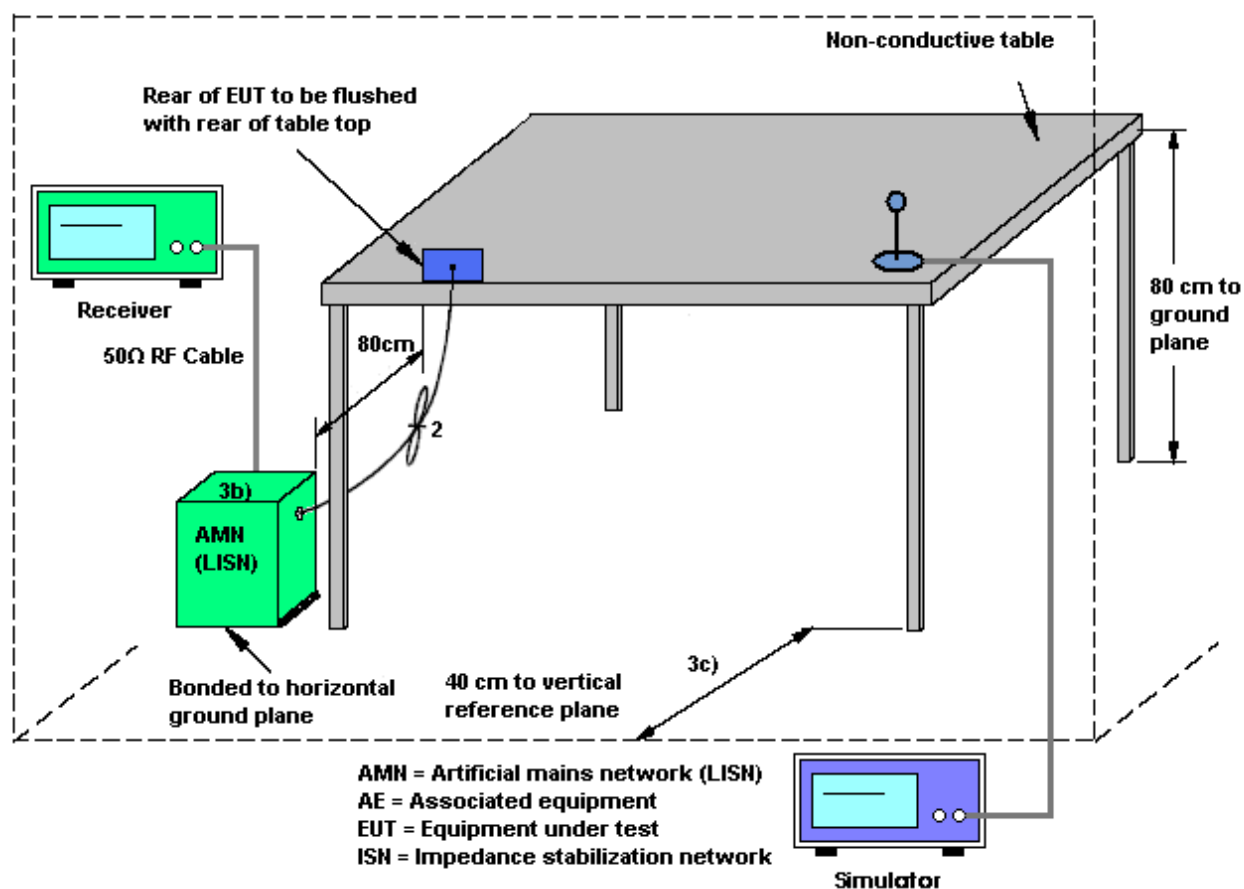 Non-conductive table
Rear of EUT to be flushed
with rear of table top
Receiver
80cm
80 cm to
ground
plane
50Ω RF Cable
2
3b)
AMN
(LISN)
3c)
Bonded to horizontal
ground plane
40 cm to vertical
reference plane
AMN = Artificial mains network (LISN)
AE = Associated equipment
EUT = Equipment under test
ISN = Impedance stabilization network
Simulator